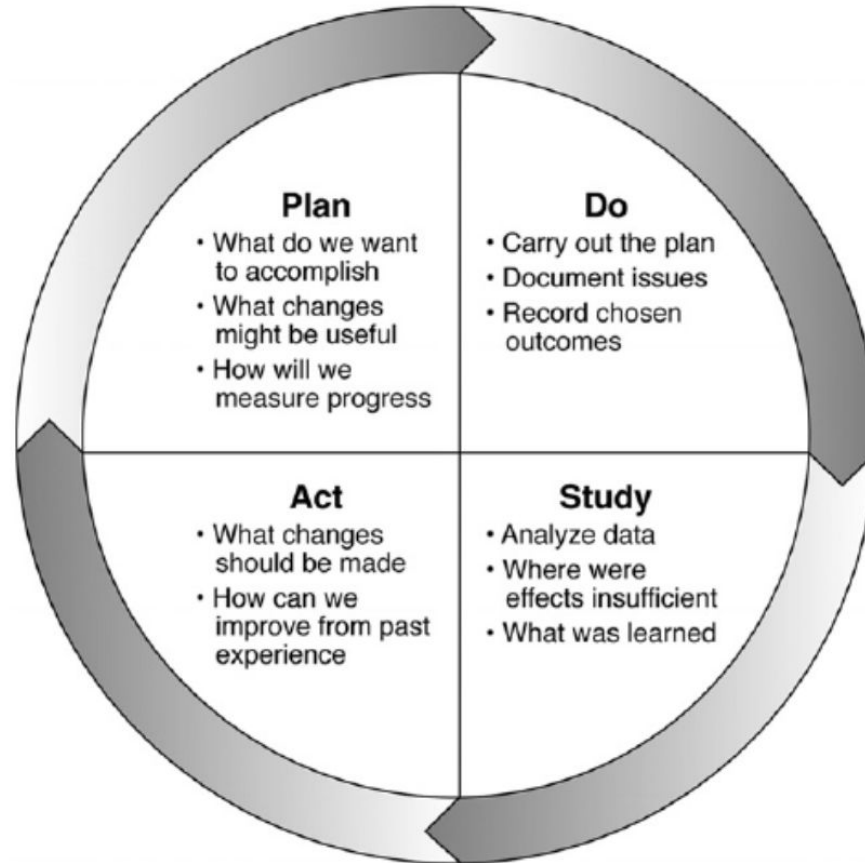 Plan
• What do we want
to accomplish
• What changes
might be useful
• How will we
measure progress
Do
• Carry out the plan
• Document issues
• Record chosen
outcomes
Act
• What changes
should be made
• How can we
improve from past
experience
Study
• Analyze data
• Where were
effects insufficient
• What was learned